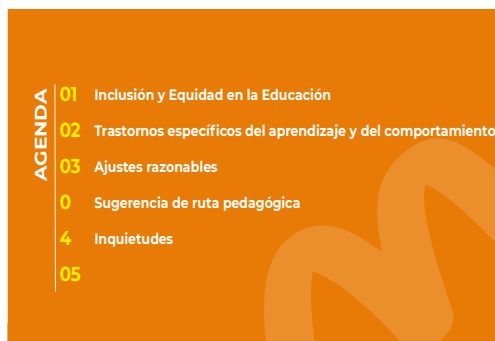 AGENDA
01 Inclusión y Equidad en la Educación
02 Trastornos específicos del aprendizaje y del comportamiento
03 Ajustes razonables
0 Sugerencia de ruta pedagógica
4 Inquietudes
05